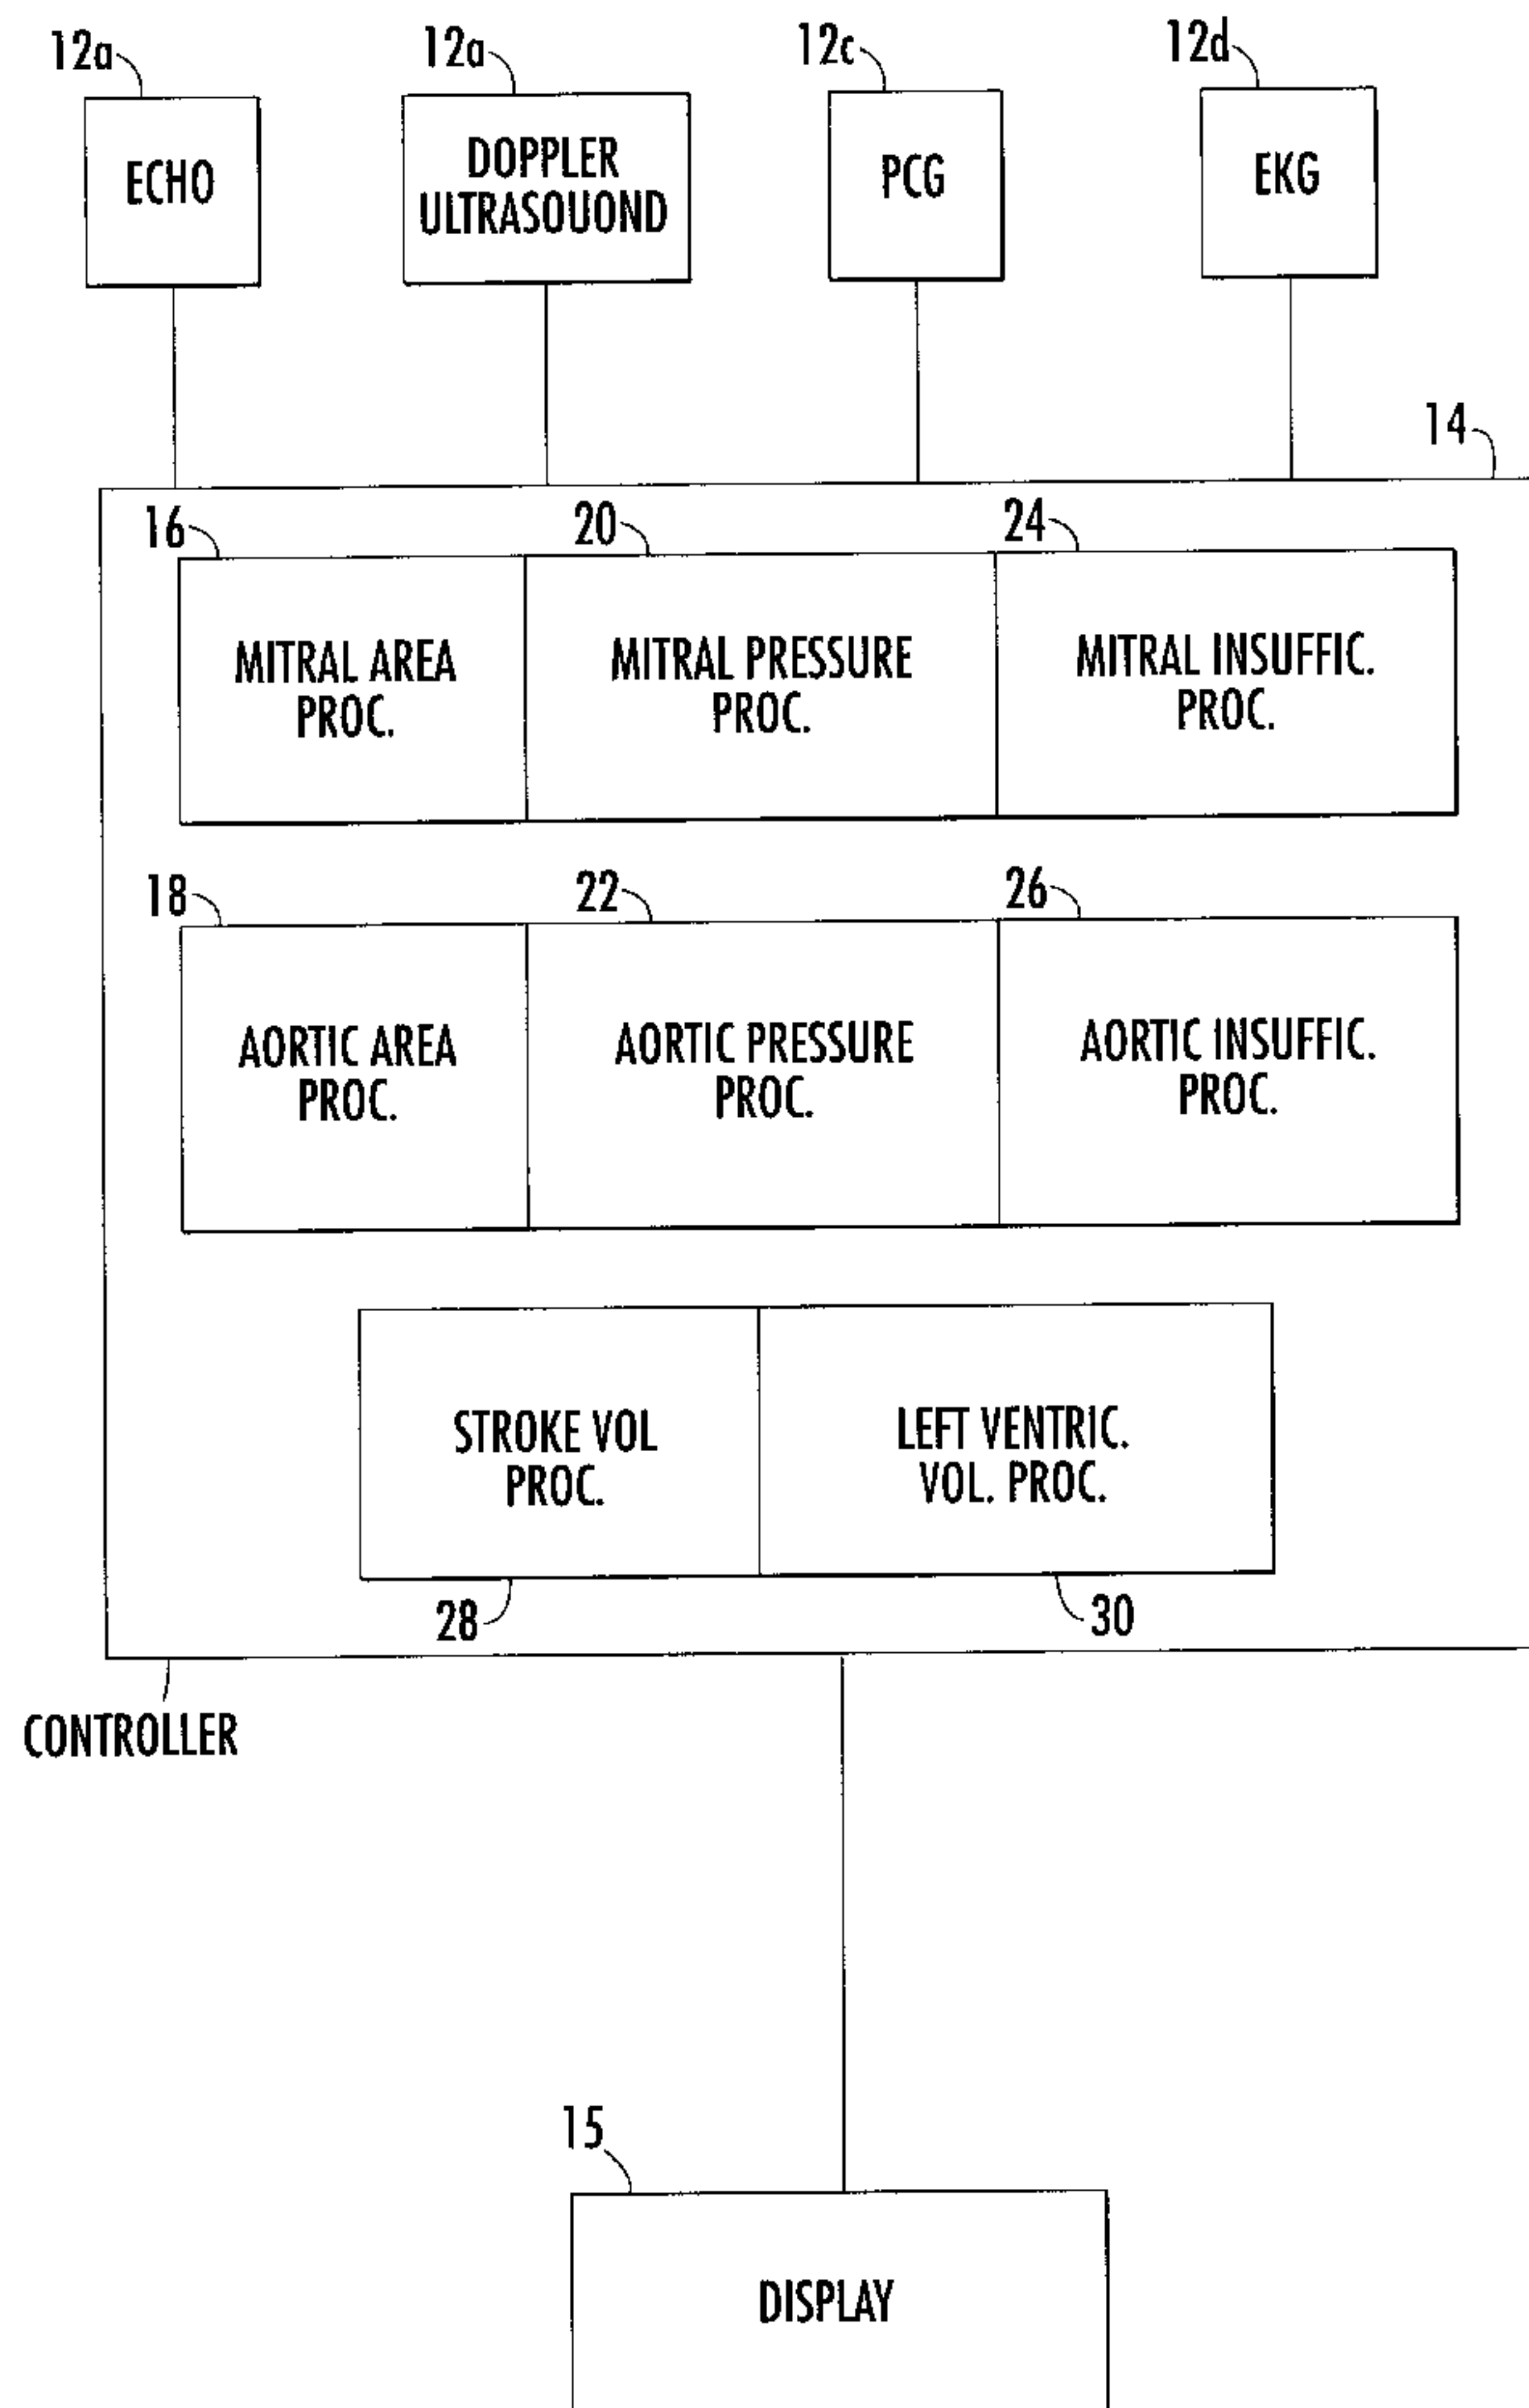 12a
12a
12c
12d
ECHO
DOPPLER
ULTRASOUOND
PCG
EKG
14
16
20
24
MITRAL AREA
PROC.
MITRAL PRESSURE
PROC.
MITRAL INSUFFIC.
PROC.
18
22
26
AORTIC AREA
PROC.
AORTIC PRESSURE
PROC.
AORTIC INSUFFIC.
PROC.
STROKE VOL
PROC.
LEFT VENTRIC.
VOL. PROC.
28
30
CONTROLLER
15
DISPLAY